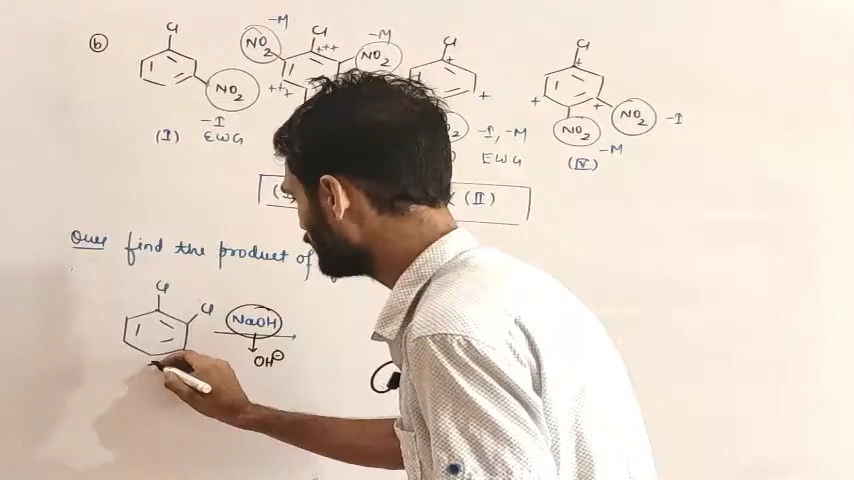 ⓑ Cl NO₂ -I EWG (I)
NO₂ -M Cl +++ NO₂ -M ++
Cl + + -I, -M EWG
Cl + + + NO₂ -I NO₂ -M (IV)
< (II)
Ques find the product of
Cl Cl NaOH
OH⊖